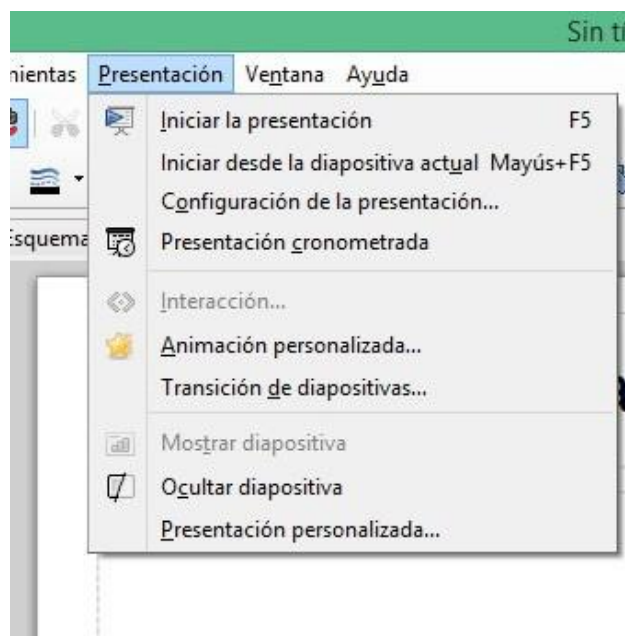 Sin tí
mientas Presentación Ventana Ayuda
Iniciar la presentación F5
Iniciar desde la diapositiva actual Mayús+F5
Configuración de la presentación...
Esquema
Presentación cronometrada
Interacción...
Animación personalizada...
Transición de diapositivas...
Mostrar diapositiva
Ocultar diapositiva
Presentación personalizada...